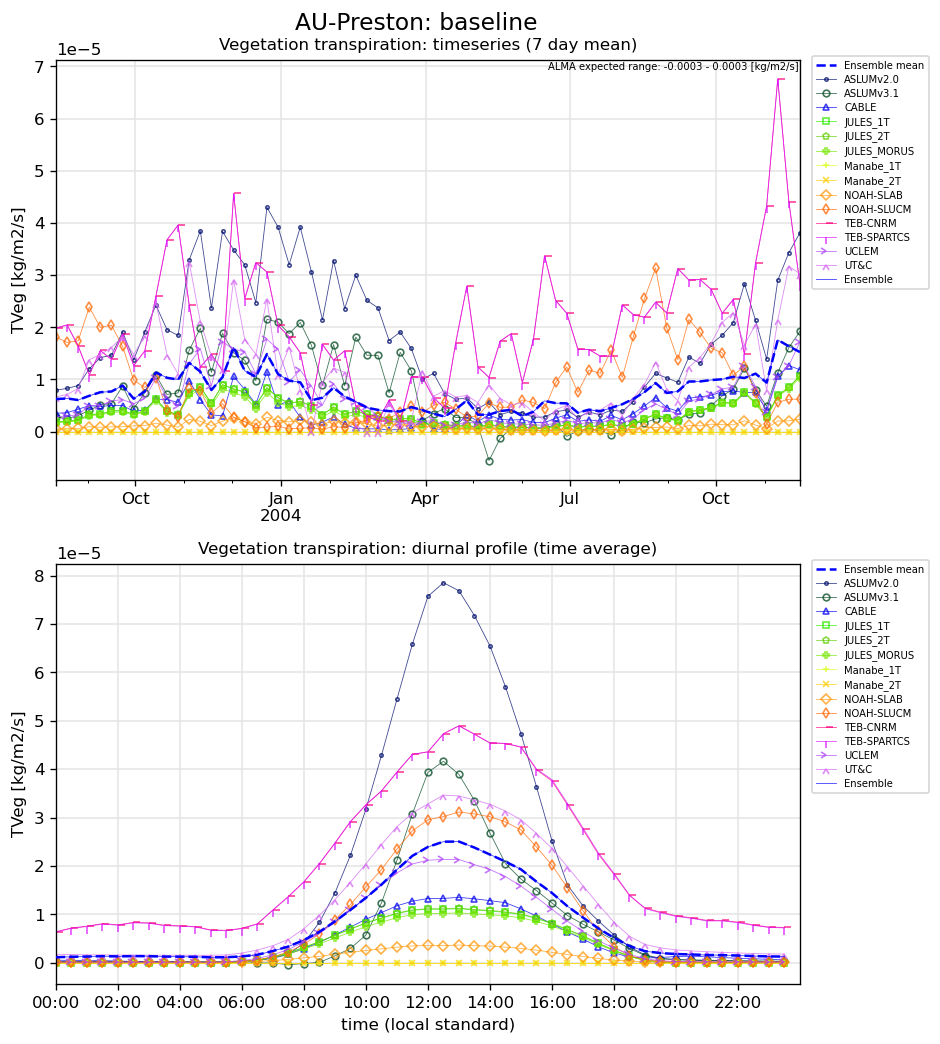 AU-Preston: baseline
Vegetation transpiration: timeseries (7 day mean)
1e−5
ALMA expected range: -0.0003 - 0.0003 [kg/m2/s]
7
6
5
4
3
2
1
0
TVeg [kg/m2/s]
Oct
Jan
2004
Apr
Jul
Oct
Ensemble mean
ASLUMv2.0
ASLUMv3.1
CABLE
JULES_1T
JULES_2T
JULES_MORUS
Manabe_1T
Manabe_2T
NOAH-SLAB
NOAH-SLUCM
TEB-CNRM
TEB-SPARTCS
UCLEM
UT&C
Ensemble
Vegetation transpiration: diurnal profile (time average)
1e−5
8
7
6
5
4
3
2
1
0
TVeg [kg/m2/s]
00:00
02:00
04:00
06:00
08:00
10:00
12:00
14:00
16:00
18:00
20:00
22:00
time (local standard)
Ensemble mean
ASLUMv2.0
ASLUMv3.1
CABLE
JULES_1T
JULES_2T
JULES_MORUS
Manabe_1T
Manabe_2T
NOAH-SLAB
NOAH-SLUCM
TEB-CNRM
TEB-SPARTCS
UCLEM
UT&C
Ensemble